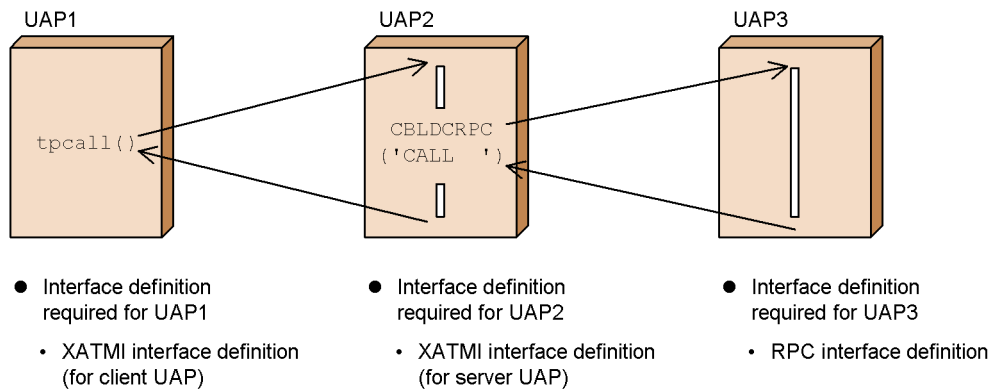 UAP1
UAP2
UAP3
tpcall()
CBLDCRPC
('CALL  ')
● Interface definition
required for UAP1
• XATMI interface definition
(for client UAP)
● Interface definition
required for UAP2
• XATMI interface definition
(for server UAP)
● Interface definition
required for UAP3
• RPC interface definition